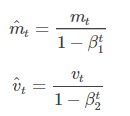 m̂_t = m_t / (1 − β_1^t)
v̂_t = v_t / (1 − β_2^t)